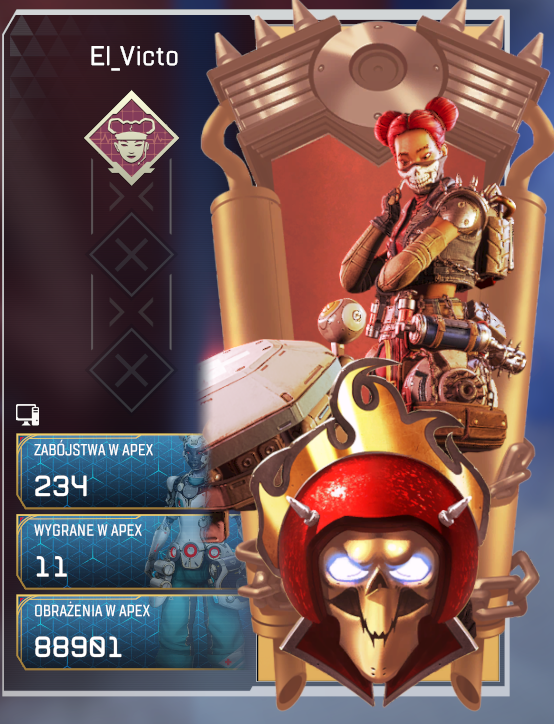 El_Victo
ZABÓJSTWA W APEX
234
WYGRANE W APEX
11
OBRAŻENIA W APEX
88901